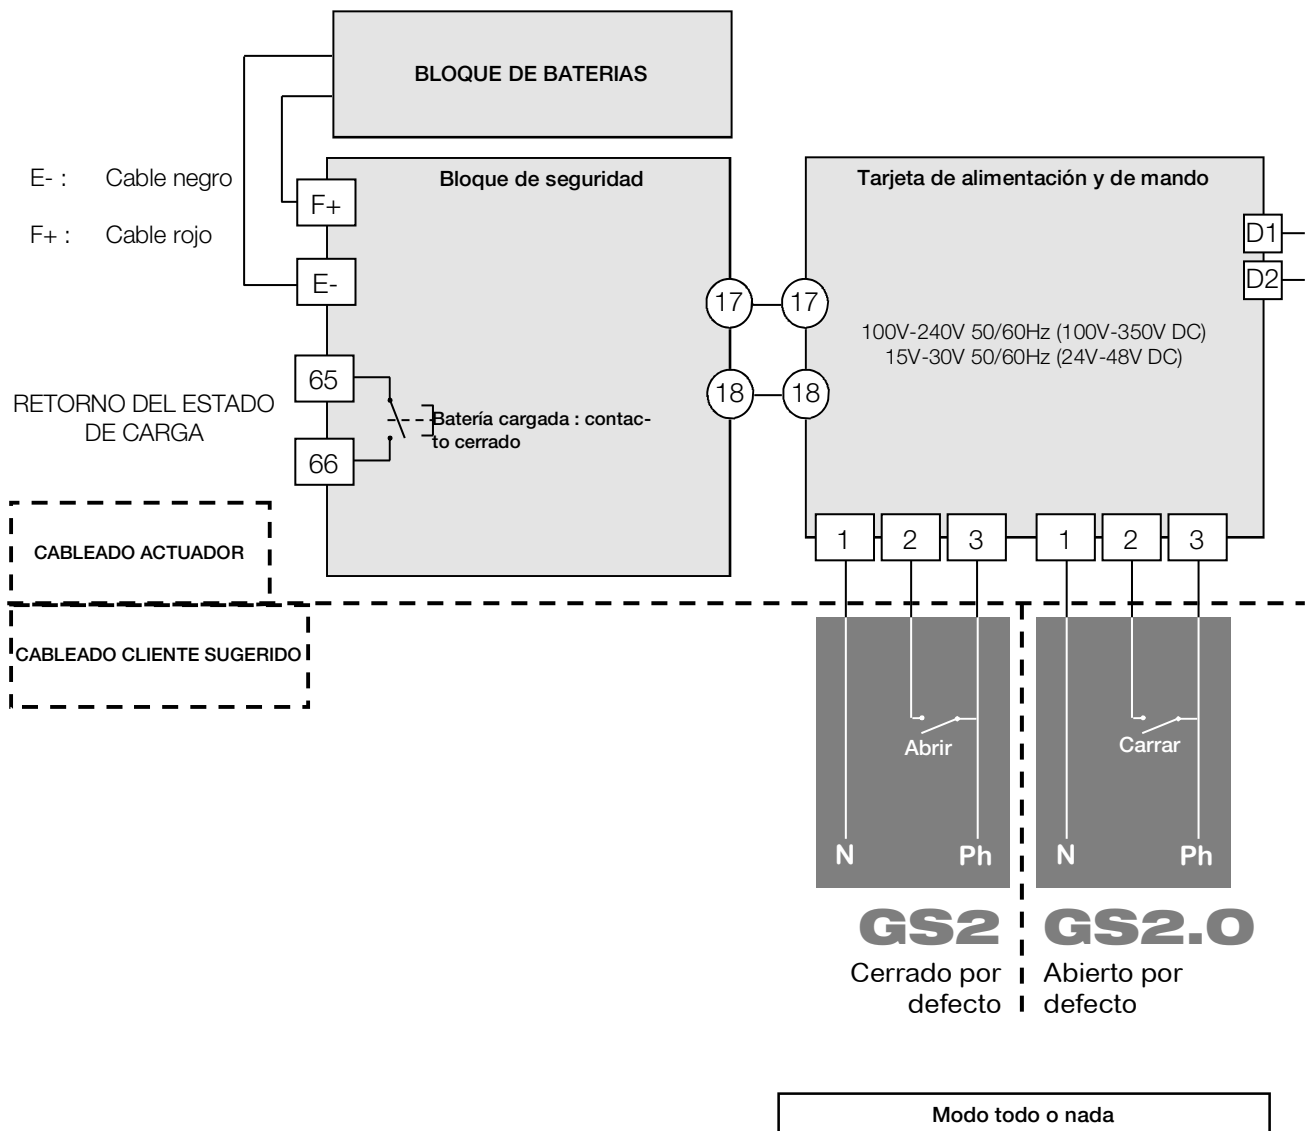 BLOQUE DE BATERIAS
E- : Cable negro
F+ : Cable rojo
F+
E-
Bloque de seguridad
Tarjeta de alimentación y de mando
D1
D2
17
17
18
18
100V-240V 50/60Hz (100V-350V DC)
15V-30V 50/60Hz (24V-48V DC)
65
66
RETORNO DEL ESTADO
DE CARGA
Batería cargada : contac-
to cerrado
1
2
3
1
2
3
CABLEADO ACTUADOR
CABLEADO CLIENTE SUGERIDO
Abrir
Carrar
N
Ph
N
Ph
GS2
GS2.0
Cerrado por
defecto
Abierto por
defecto
Modo todo o nada